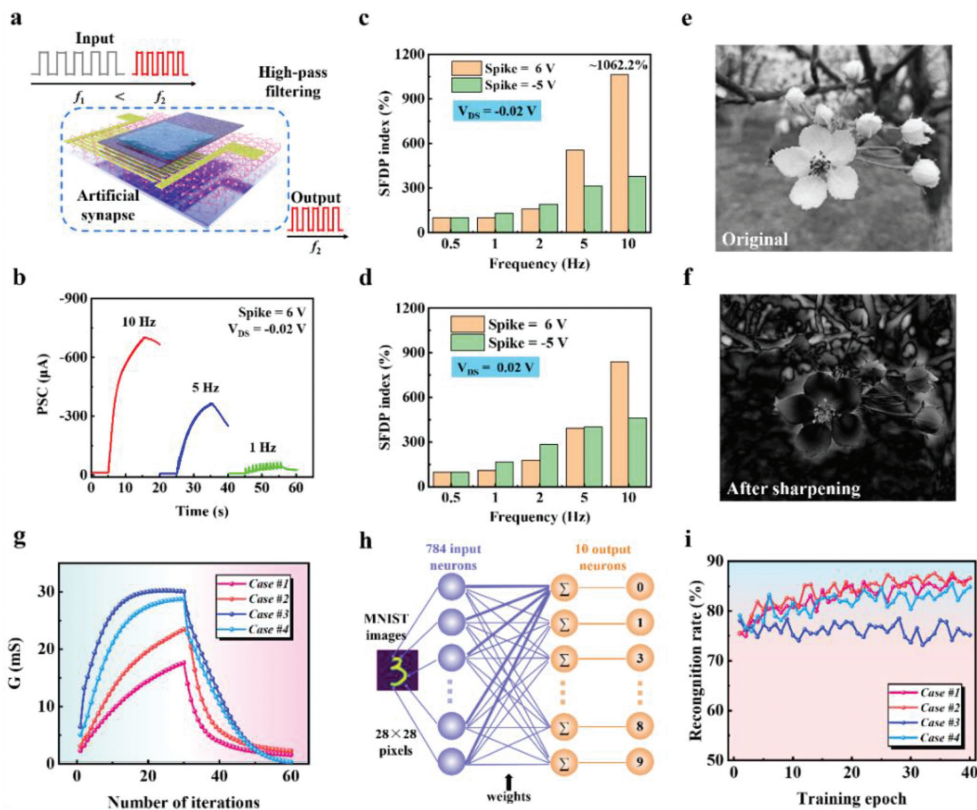 a
Input
f₁ < f₂
High-pass
filtering
Artificial
synapse
Output
f₂
b
-900
-600
-300
0
PSC (μA)
Spike = 6 V
V_DS = -0.02 V
10 Hz
5 Hz
1 Hz
0 10 20 30 40 50 60
Time (s)
c
1200
900
600
300
0
SFDP index (%)
Spike = 6 V
Spike = -5 V
V_DS = -0.02 V
~1062.2%
0.5 1 2 5 10
Frequency (Hz)
d
1200
900
600
300
0
SFDP index (%)
Spike = 6 V
Spike = -5 V
V_DS = 0.02 V
0.5 1 2 5 10
Frequency (Hz)
e
Original
f
After sharpening
g
30
20
10
0
G (mS)
Case #1
Case #2
Case #3
Case #4
0 20 40 60
Number of iterations
h
784 input
neurons
10 output
neurons
MNIST
images
3
28×28
pixels
Σ 0
Σ 1
Σ 3
Σ 8
Σ 9
weights
i
90
80
70
60
50
Recongnition rate (%)
Case #1
Case #2
Case #3
Case #4
0 10 20 30 40
Training epoch